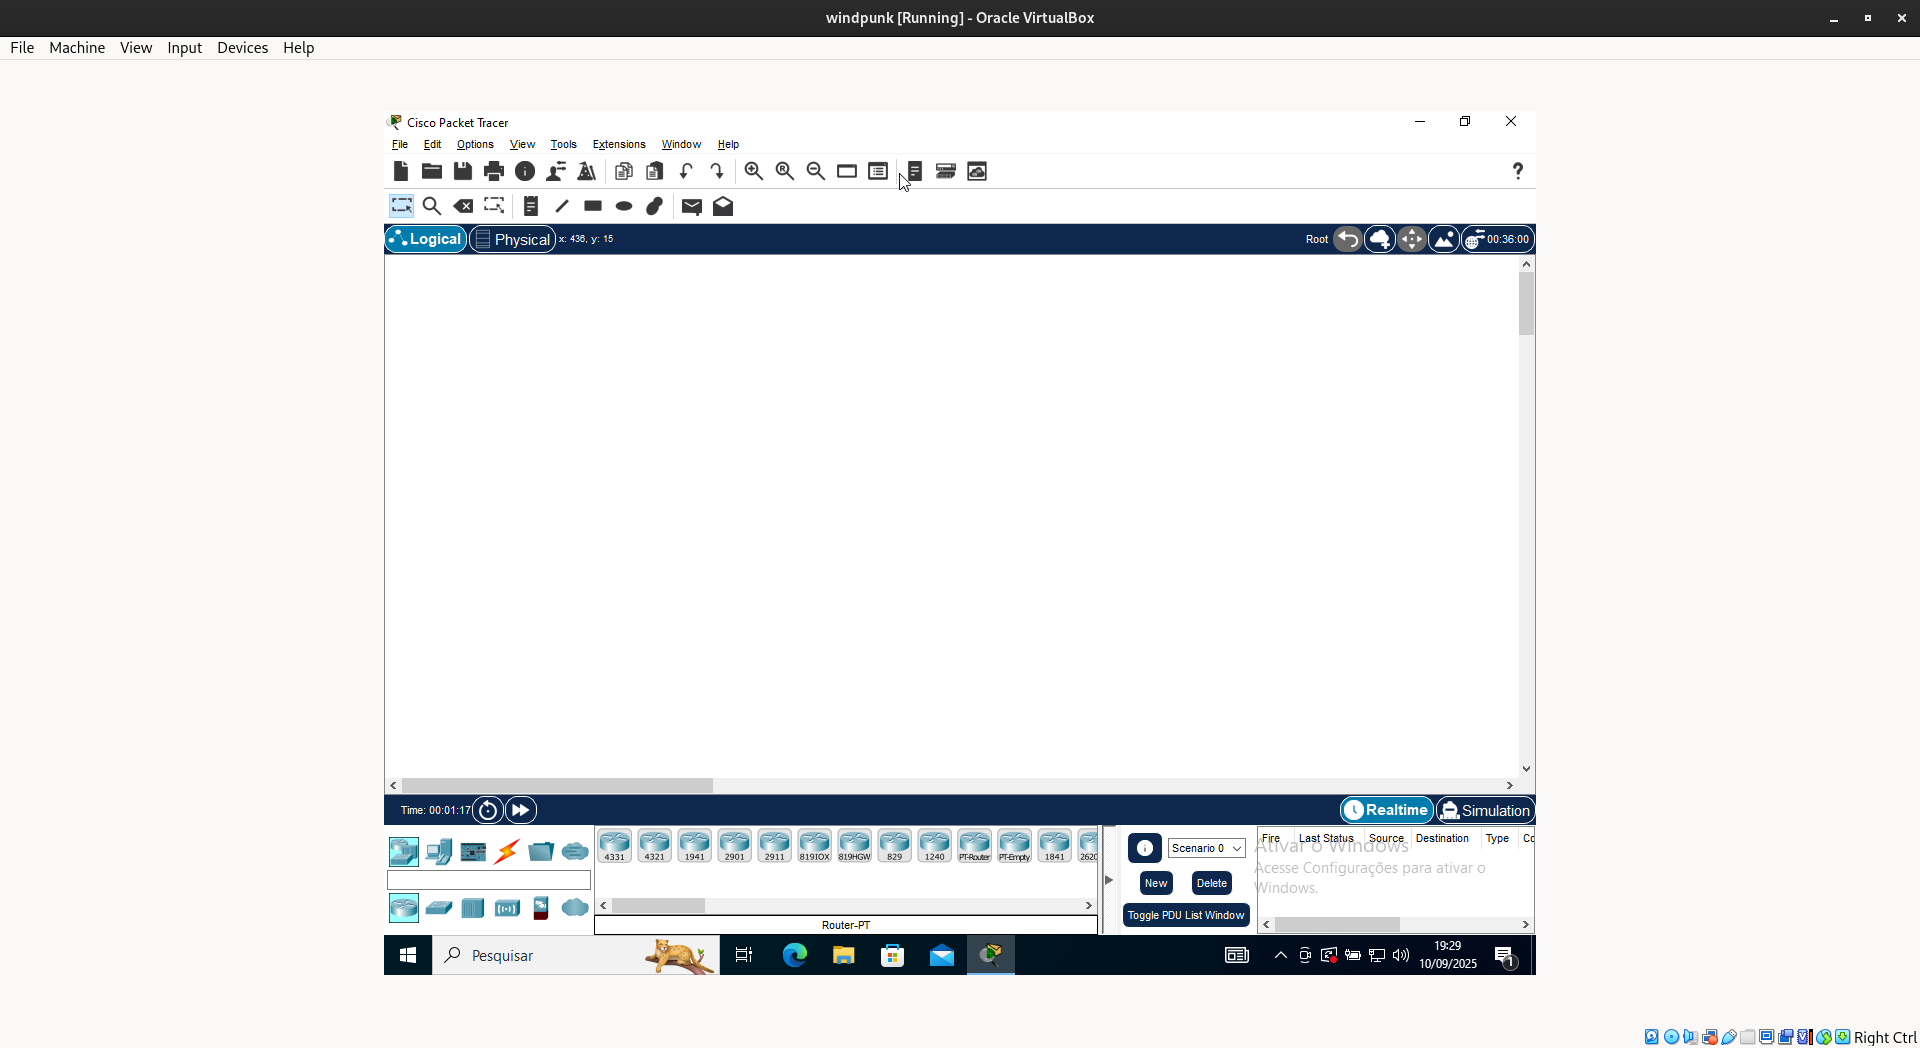 windpunk [Running] - Oracle VirtualBox
File Machine View Input Devices Help
Cisco Packet Tracer
File Edit Options View Tools Extensions Window Help
?
Logical Physical x: 436, y: 15 Root 00:36:00
Time: 00:01:17 Realtime Simulation
4331 4321 1941 2901 2911 819IOX 819HGW 829 1240 PT-Router PT-Empty 1841
Router-PT
Scenario 0
New Delete
Toggle PDU List Window
Fire Last Status Source Destination Type
Ativar o Windows
Acesse Configurações para ativar o
Windows.
Pesquisar
19:29
10/09/2025
1
Right Ctrl